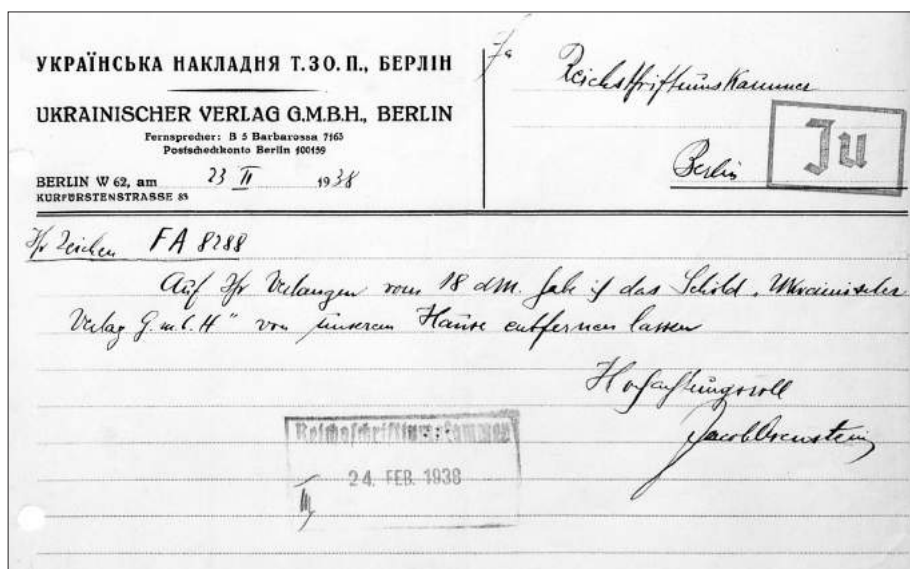 УКРАЇНСЬКА НАКЛАДНЯ Т.З О. П., БЕРЛІН
UKRAINISCHER VERLAG G.M.B.H., BERLIN
Fernsprecher: B 5 Barbarossa 7163
Postscheckkonto Berlin 100159
BERLIN W 62, am 23 II 1938
KURFÜRSTENSTRASSE 83
Fa
Reichsschrifttumskammer
Berlin
Ju
Ihr Zeichen FA 8288
Auf Ihr Verlangen vom 18 dM. habe ich das Schild „Ukrainischer
Verlag G.m.b.H" von unserem Hause entfernen lassen
Hochachtungsvoll
Jacob Orenstein
Reichsschrifttumskammer
24. FEB. 1938